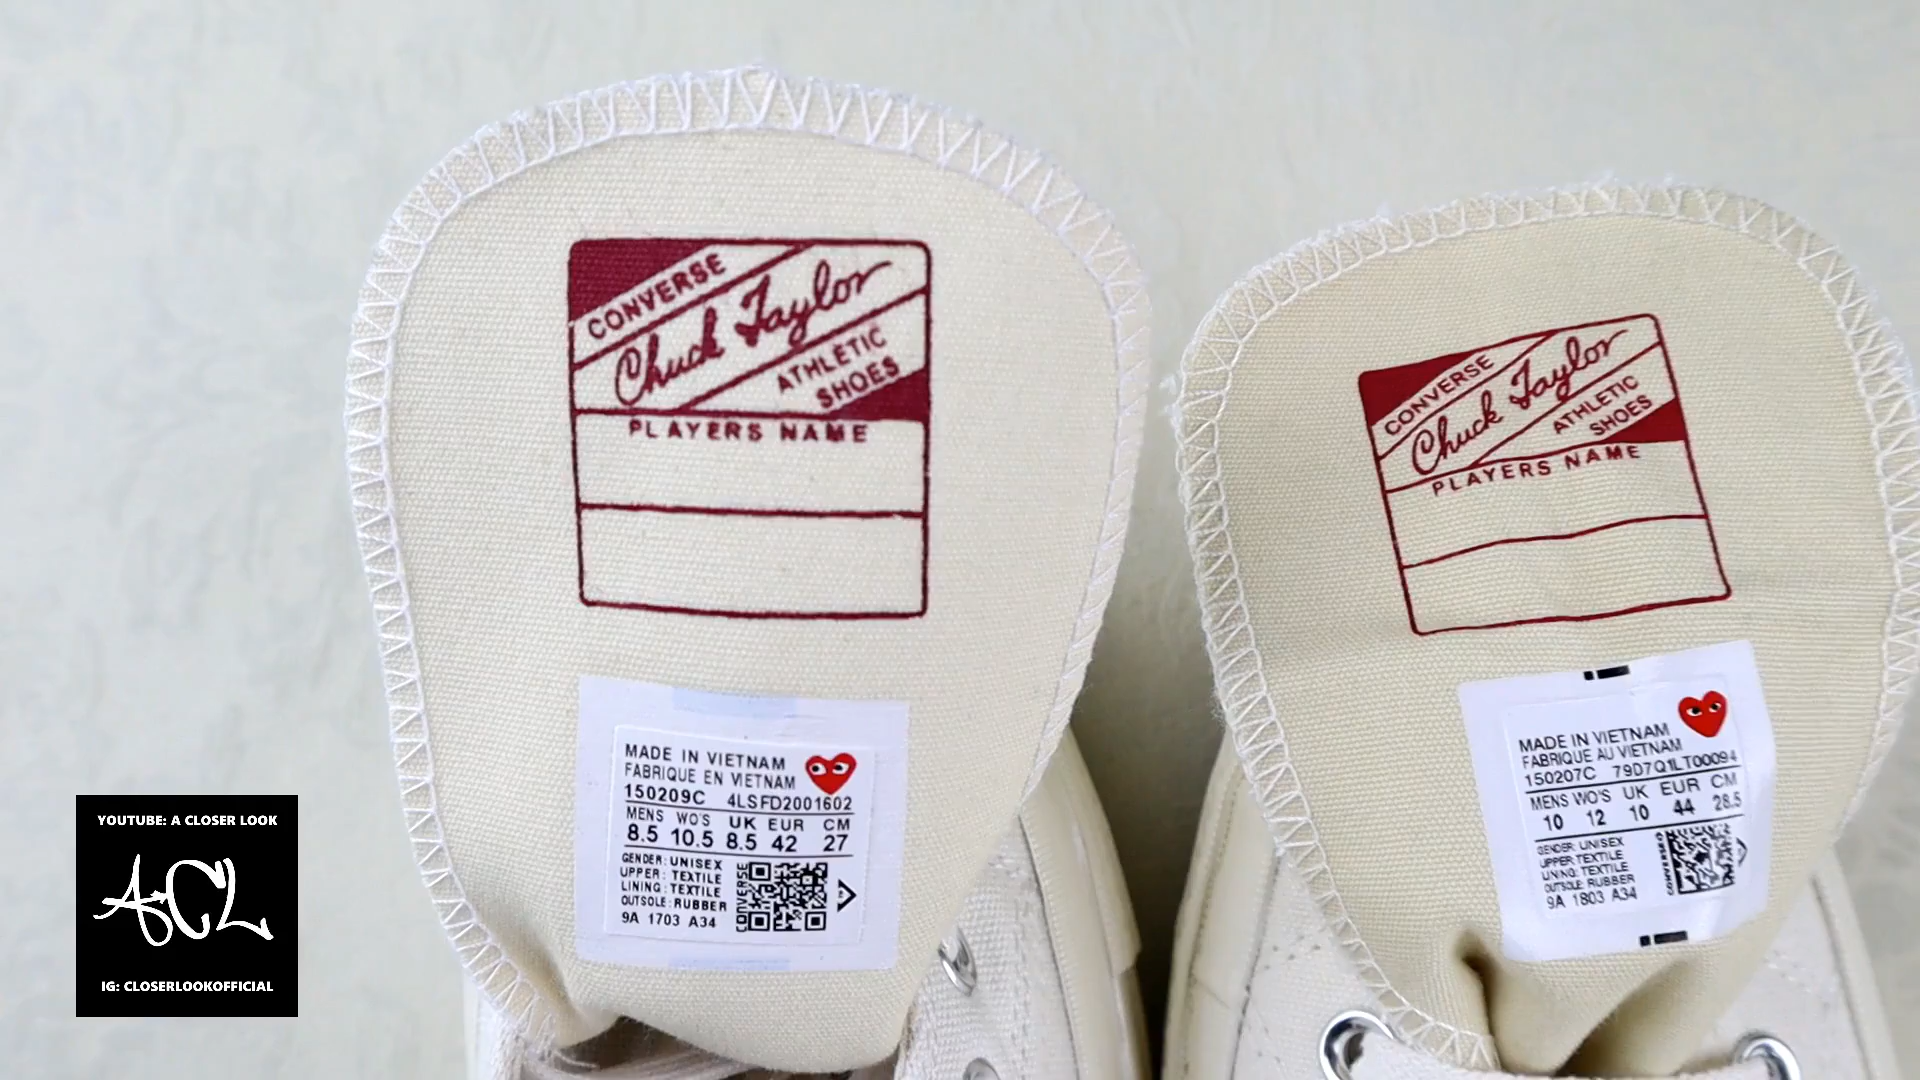 CONVERSE
Chuck Taylor
ATHLETIC
SHOES
PLAYERS NAME
MADE IN VIETNAM
FABRIQUE EN VIETNAM
150209C 4LSFD2001602
MENS WO'S UK EUR CM
8.5 10.5 8.5 42 27
GENDER: UNISEX
UPPER: TEXTILE
LINING: TEXTILE
OUTSOLE: RUBBER
9A 1703 A34
CONVERSE
CONVERSE
Chuck Taylor
ATHLETIC
SHOES
PLAYERS NAME
MADE IN VIETNAM
FABRIQUE AU VIETNAM
150207C 79D7Q1LT00094
MENS WO'S UK EUR CM
10 12 10 44 28.5
GENDER: UNISEX
UPPER: TEXTILE
LINING: TEXTILE
OUTSOLE: RUBBER
9A 1803 A34
CONVERSE
YOUTUBE: A CLOSER LOOK
ACL
IG: CLOSERLOOKOFFICIAL